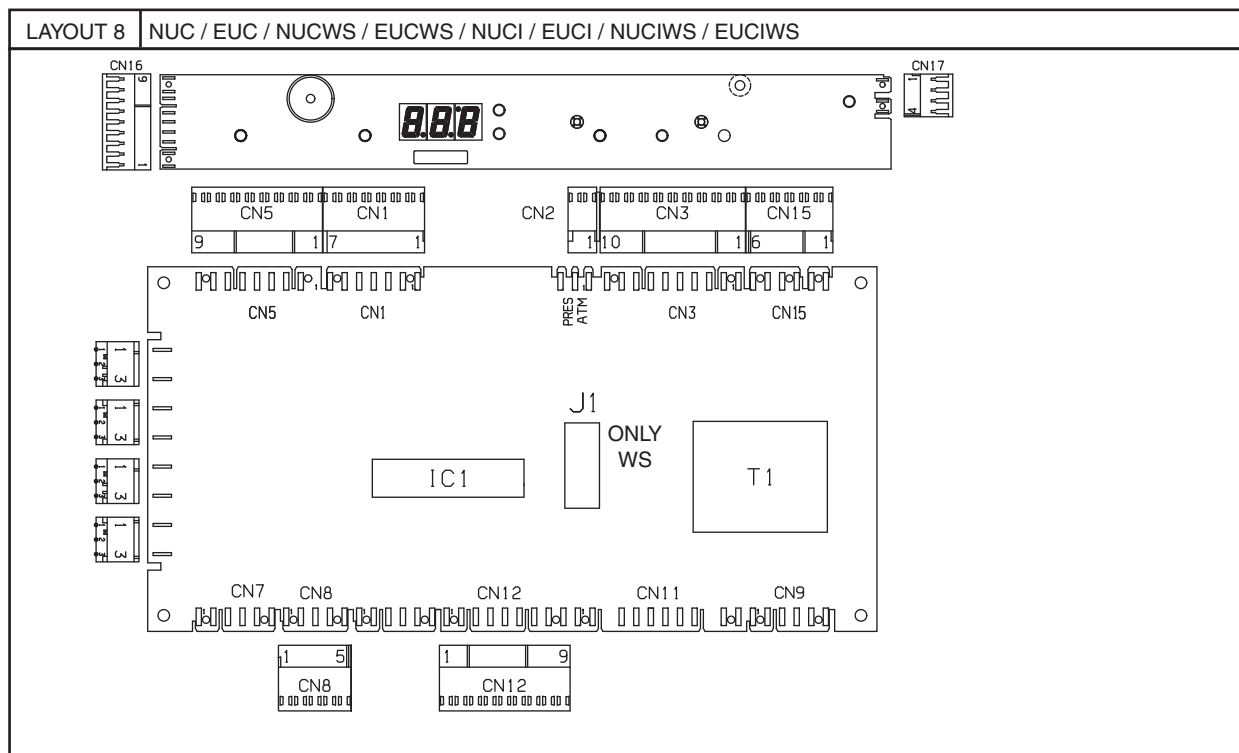 LAYOUT 8 NUC / EUC / NUCWS / EUCWS / NUCI / EUCI / NUCIWS / EUCIWS
CN16 CN17
9 1
8.8.8
1 4
CN5 CN1 CN2 CN3 CN15
9 1 7 1 1 10 1 6 1
PRES
ATM
CN5 CN1 CN3 CN15
1 3
1 3
1 3
1 3
J1
ONLY
WS
IC1
T1
CN7 CN8 CN12 CN11 CN9
1 5 1 9
CN8 CN12